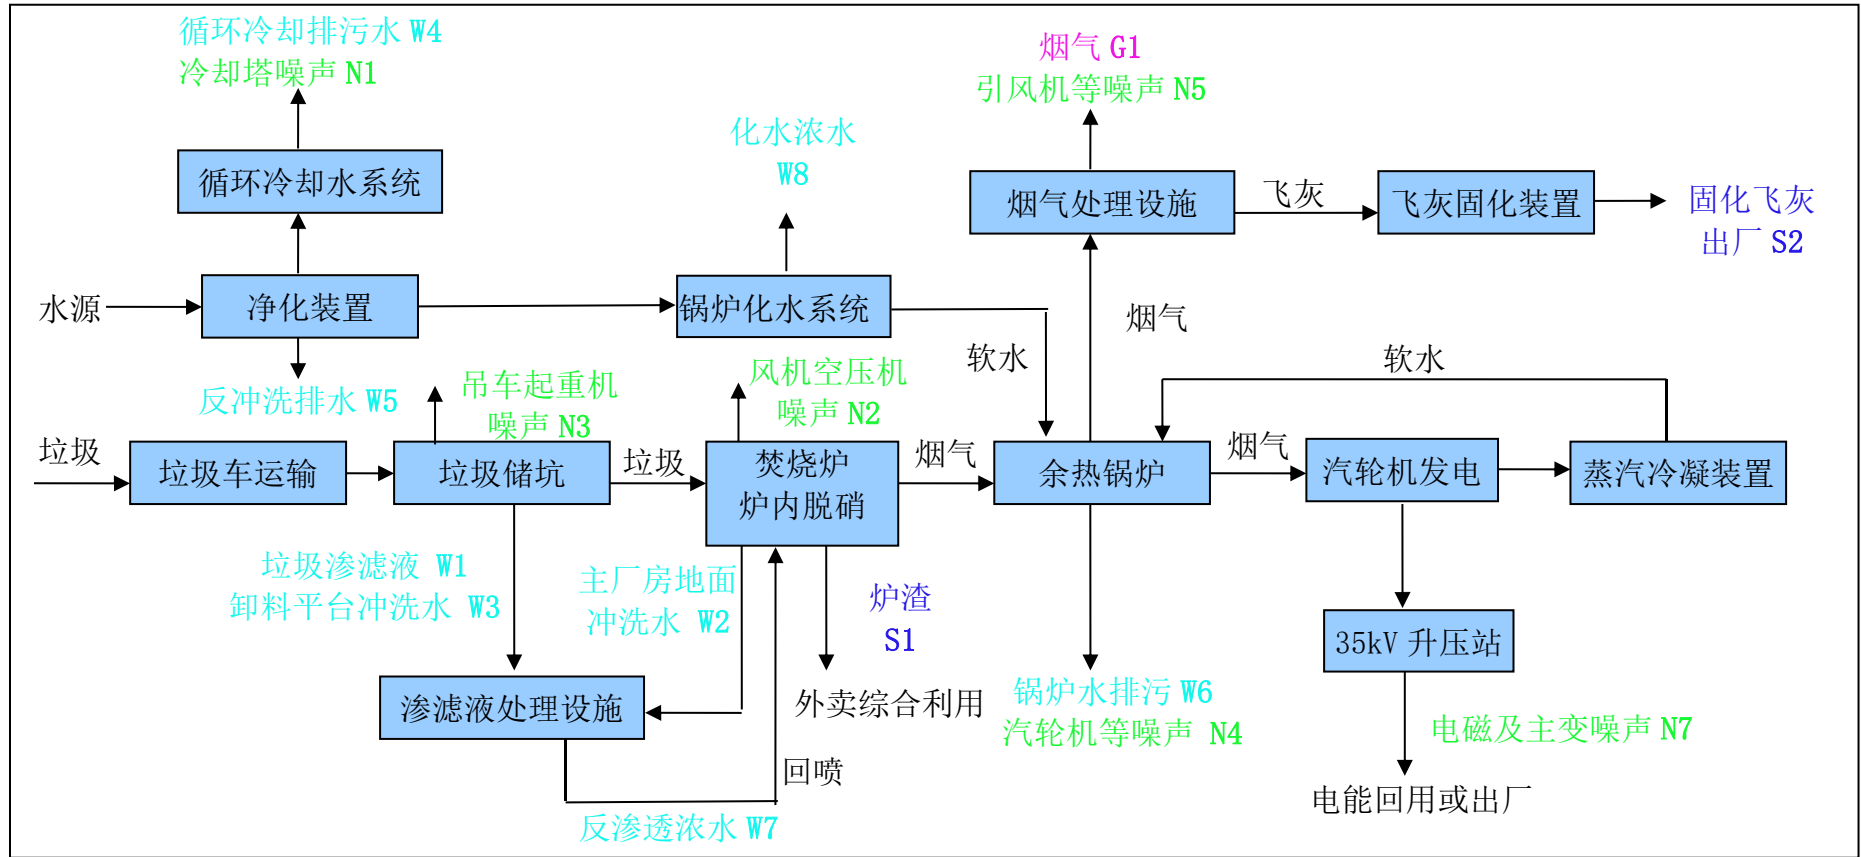 循环冷却排污水 W4
冷却塔噪声 N1
烟气 G1
引风机等噪声 N5
化水浓水
W8
循环冷却水系统
烟气处理设施
飞灰
飞灰固化装置
固化飞灰
出厂 S2
水源
净化装置
锅炉化水系统
烟气
软水
软水
反冲洗排水 W5
吊车起重机
噪声 N3
风机空压机
噪声 N2
垃圾
垃圾车运输
垃圾储坑
垃圾
焚烧炉
炉内脱硝
烟气
余热锅炉
烟气
汽轮机发电
蒸汽冷凝装置
垃圾渗滤液 W1
卸料平台冲洗水 W3
主厂房地面
冲洗水 W2
炉渣
S1
35kV 升压站
渗滤液处理设施
外卖综合利用
锅炉水排污 W6
汽轮机等噪声 N4
电磁及主变噪声 N7
回喷
电能回用或出厂
反渗透浓水 W7